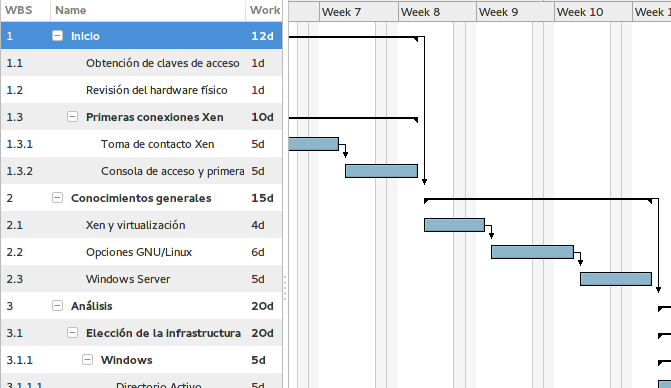 WBS Name Work Week 7 Week 8 Week 9 Week 10 Week 1
1 Inicio 12d
1.1 Obtención de claves de acceso 1d
1.2 Revisión del hardware físico 1d
1.3 Primeras conexiones Xen 10d
1.3.1 Toma de contacto Xen 5d
1.3.2 Consola de acceso y primera 5d
2 Conocimientos generales 15d
2.1 Xen y virtualización 4d
2.2 Opciones GNU/Linux 6d
2.3 Windows Server 5d
3 Análisis 20d
3.1 Elección de la infrastructura 20d
3.1.1 Windows 5d
3.1.1.1 Directorio Activo 5d